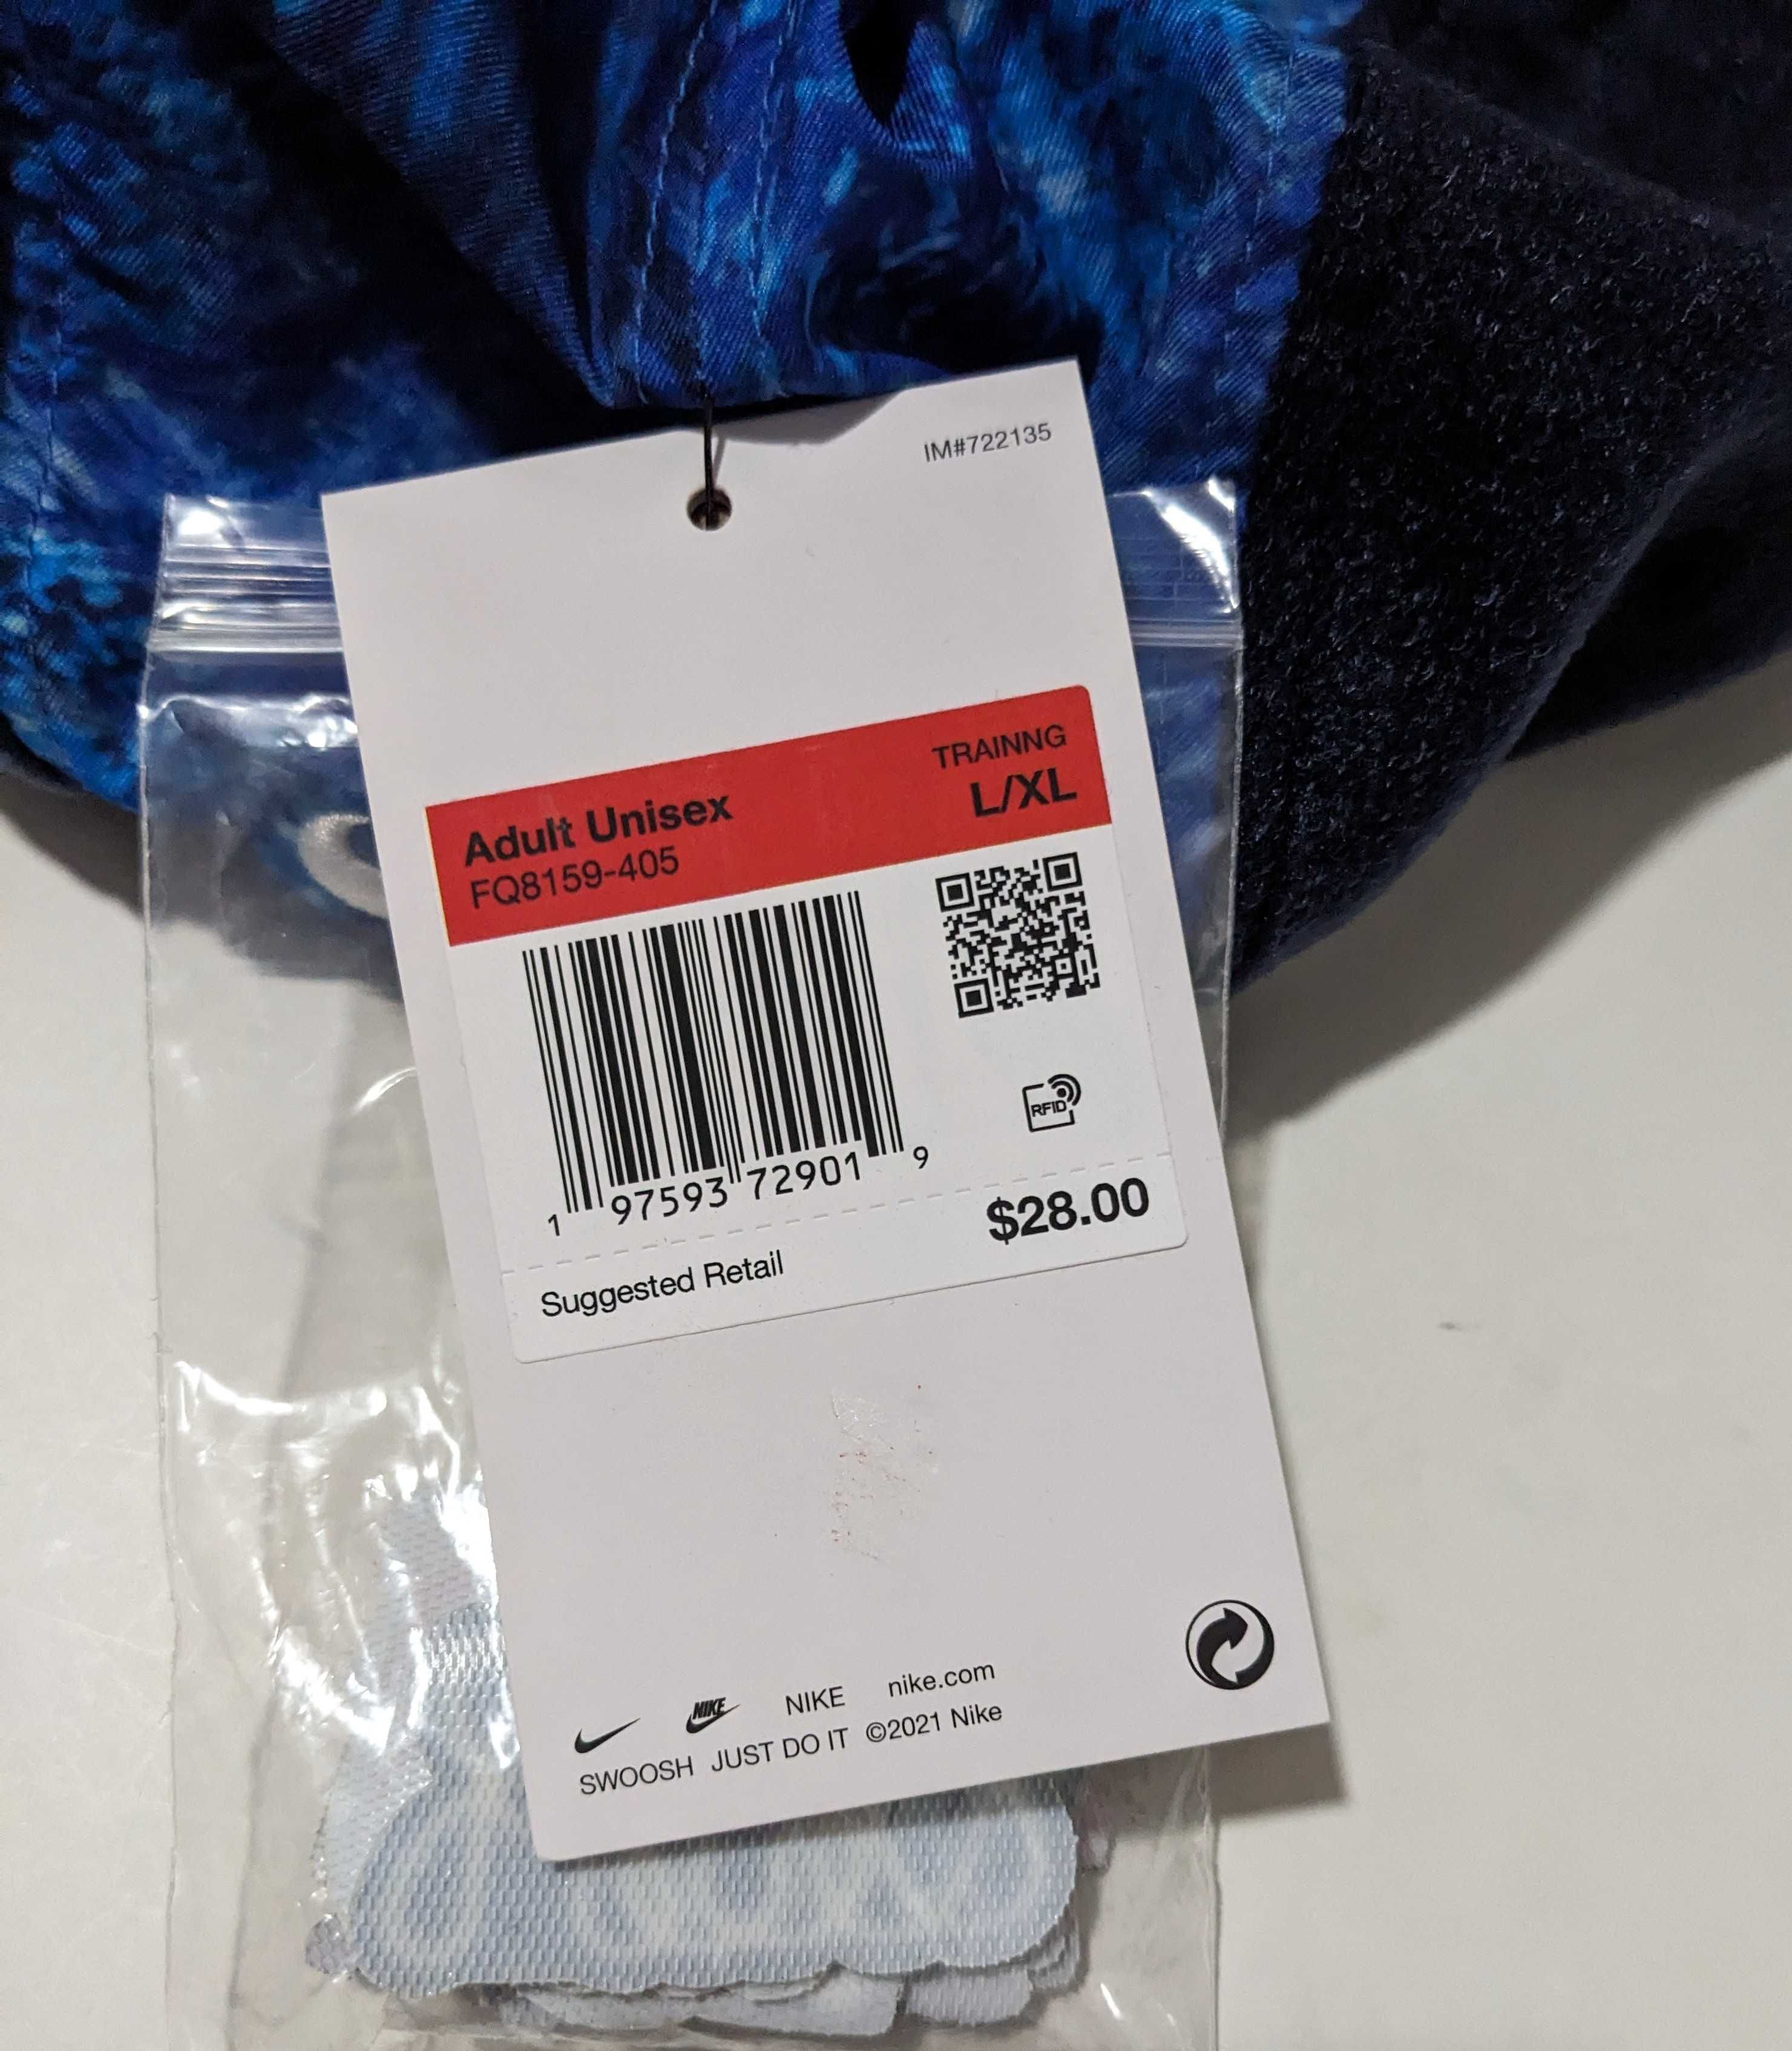 IM#722135
TRAINNG
Adult Unisex L/XL
FQ8159-405
RFID
1 97593 72901 9
Suggested Retail $28.00
NIKE NIKE nike.com
SWOOSH JUST DO IT ©2021 Nike